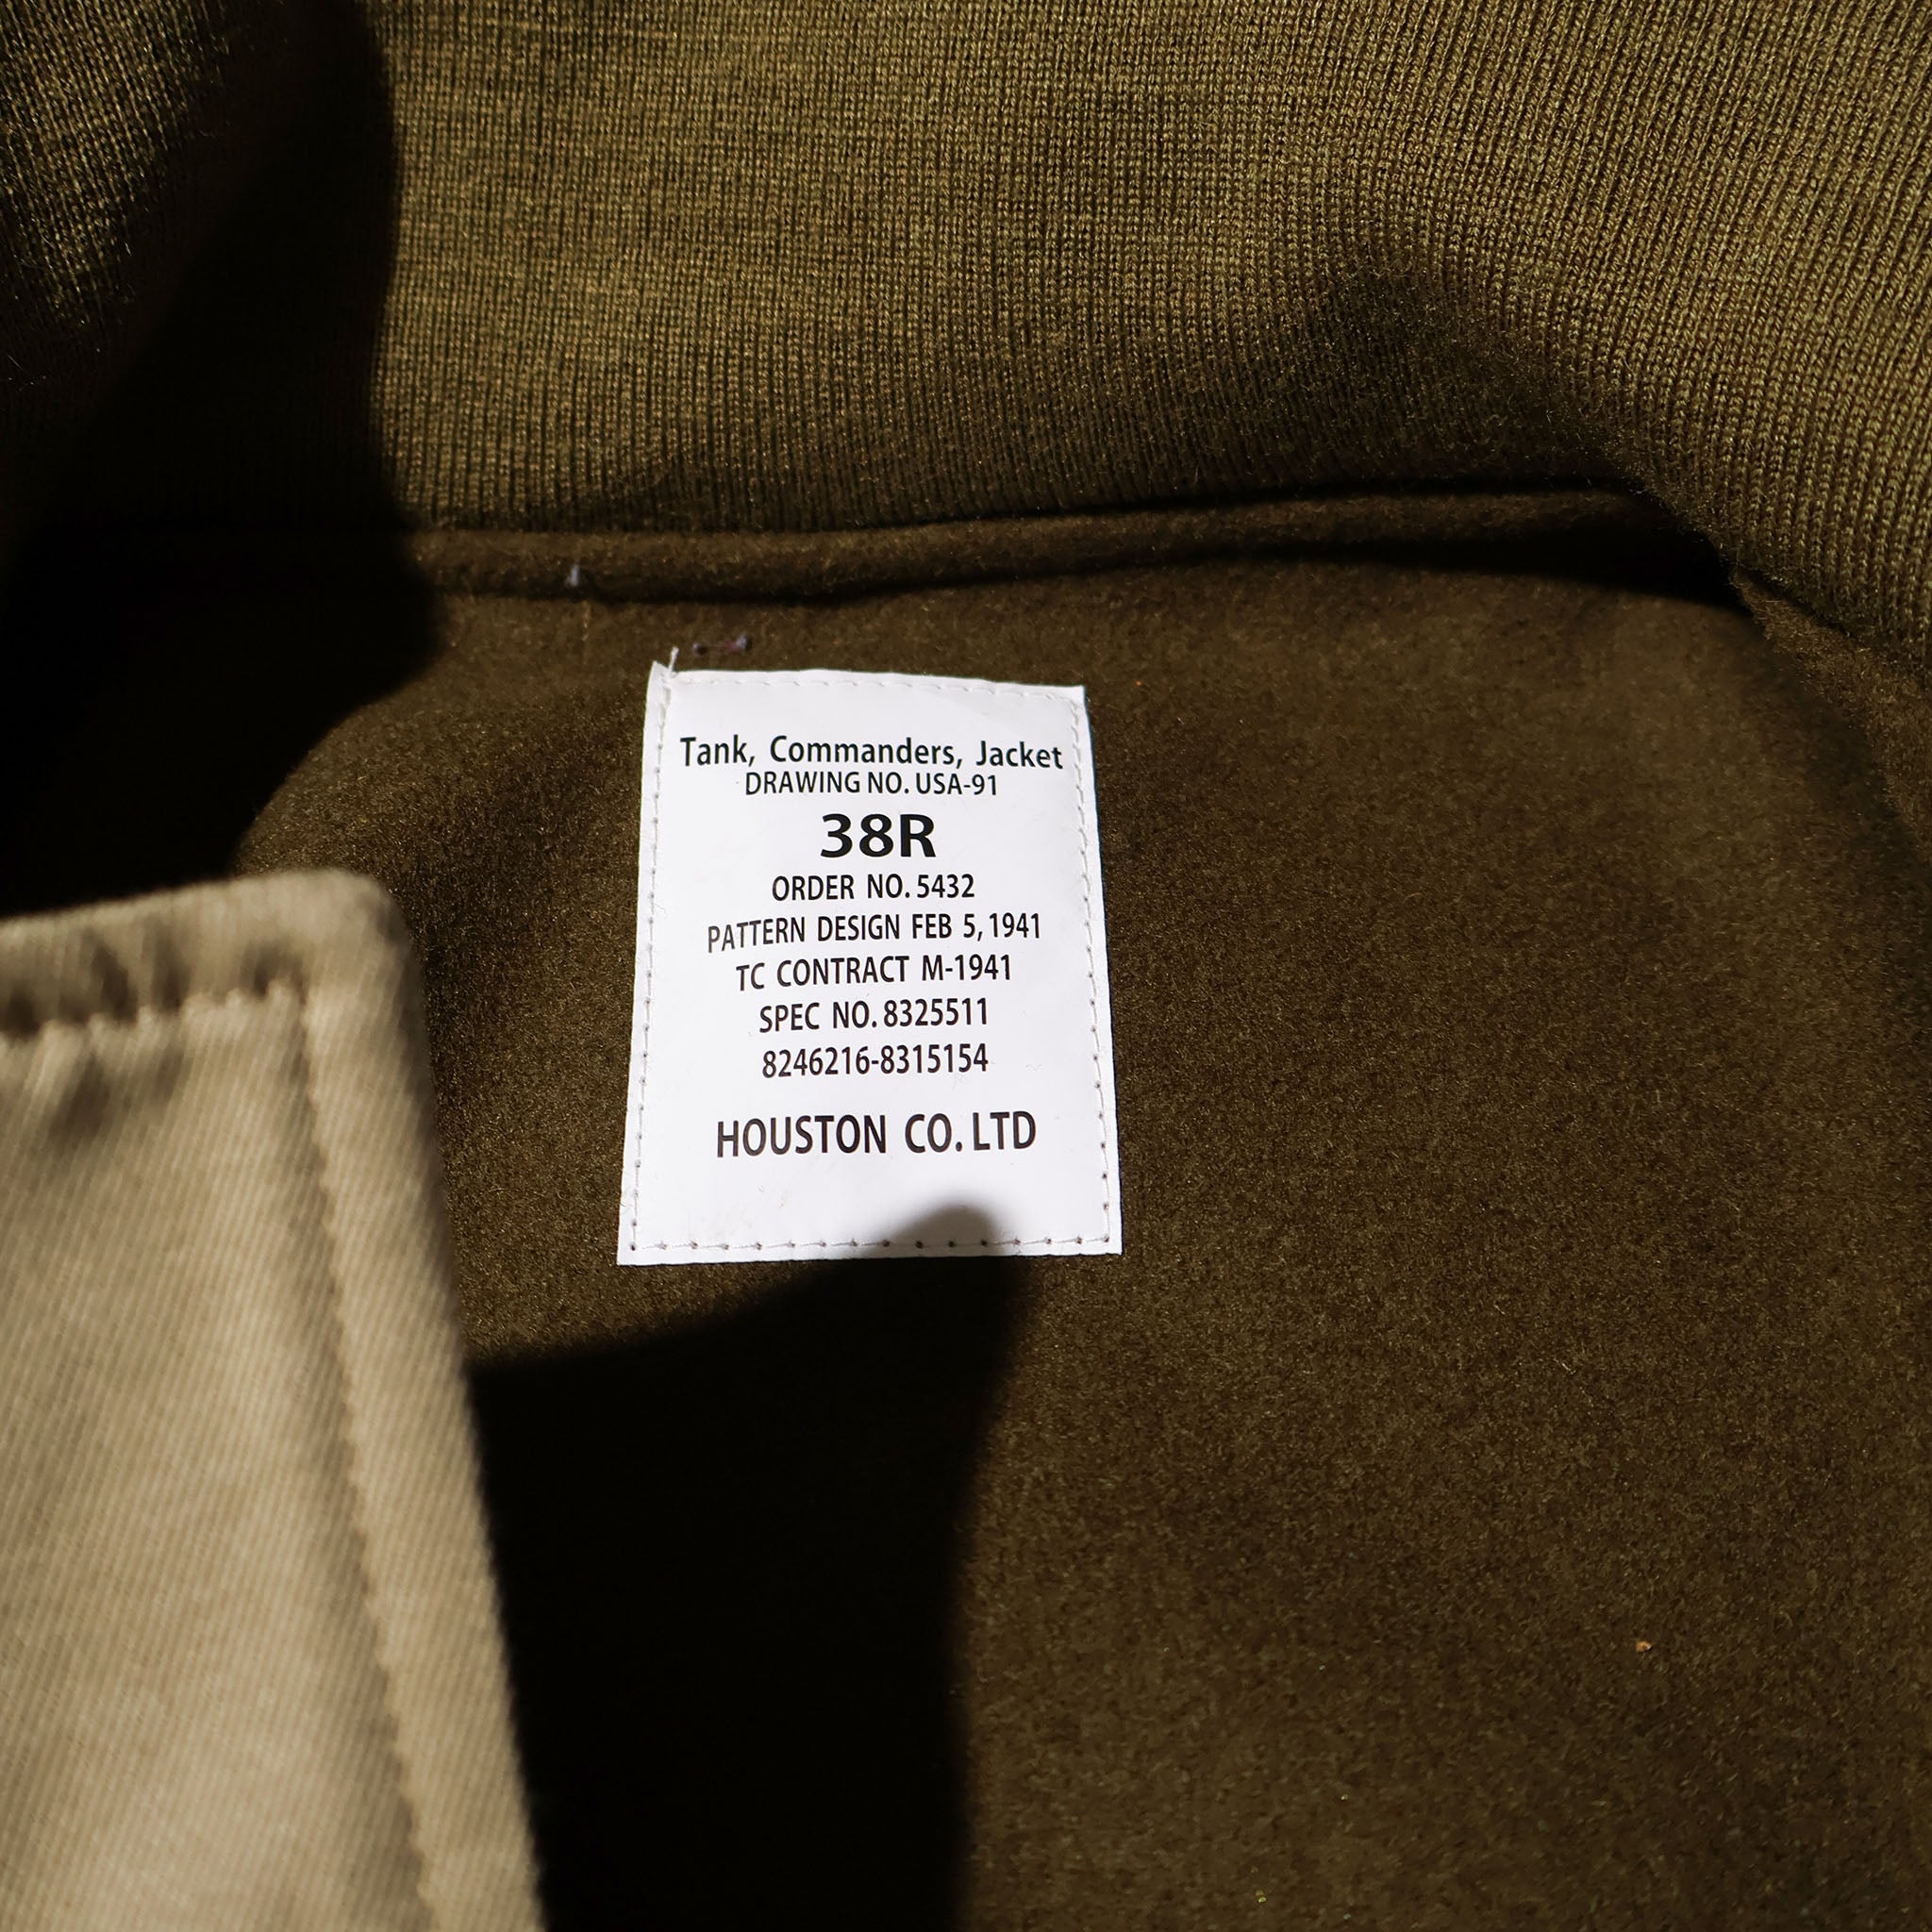 Tank, Commanders, Jacket
DRAWING NO. USA-91
38R
ORDER NO. 5432
PATTERN DESIGN FEB 5, 1941
TC CONTRACT M-1941
SPEC NO. 8325511
8246216-8315154
HOUSTON CO. LTD